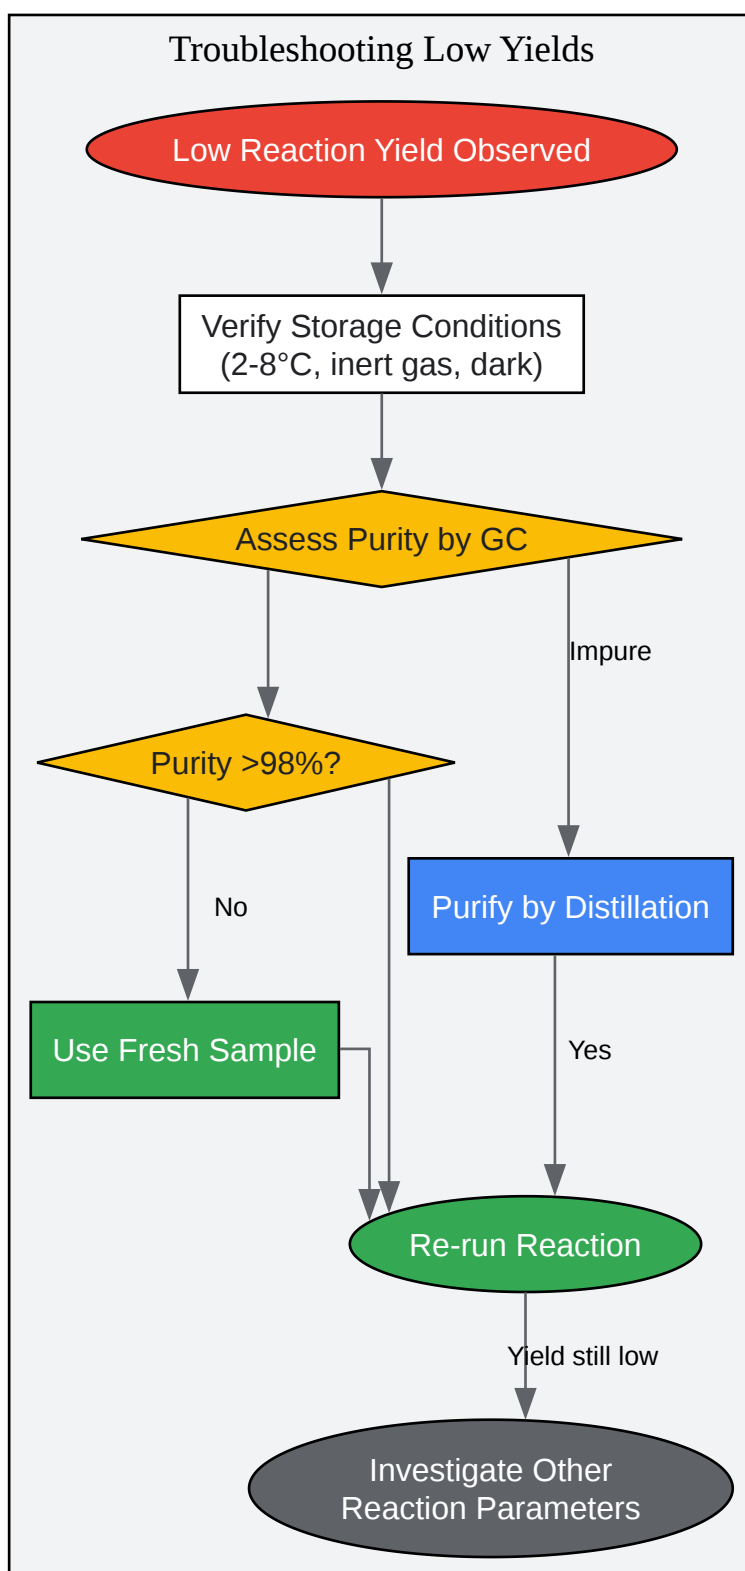 Troubleshooting Low Yields
Low Reaction Yield Observed
Verify Storage Conditions
(2-8°C, inert gas, dark)
Assess Purity by GC
Impure
Purity >98%?
No
Purify by Distillation
Use Fresh Sample
Yes
Re-run Reaction
Yield still low
Investigate Other
Reaction Parameters